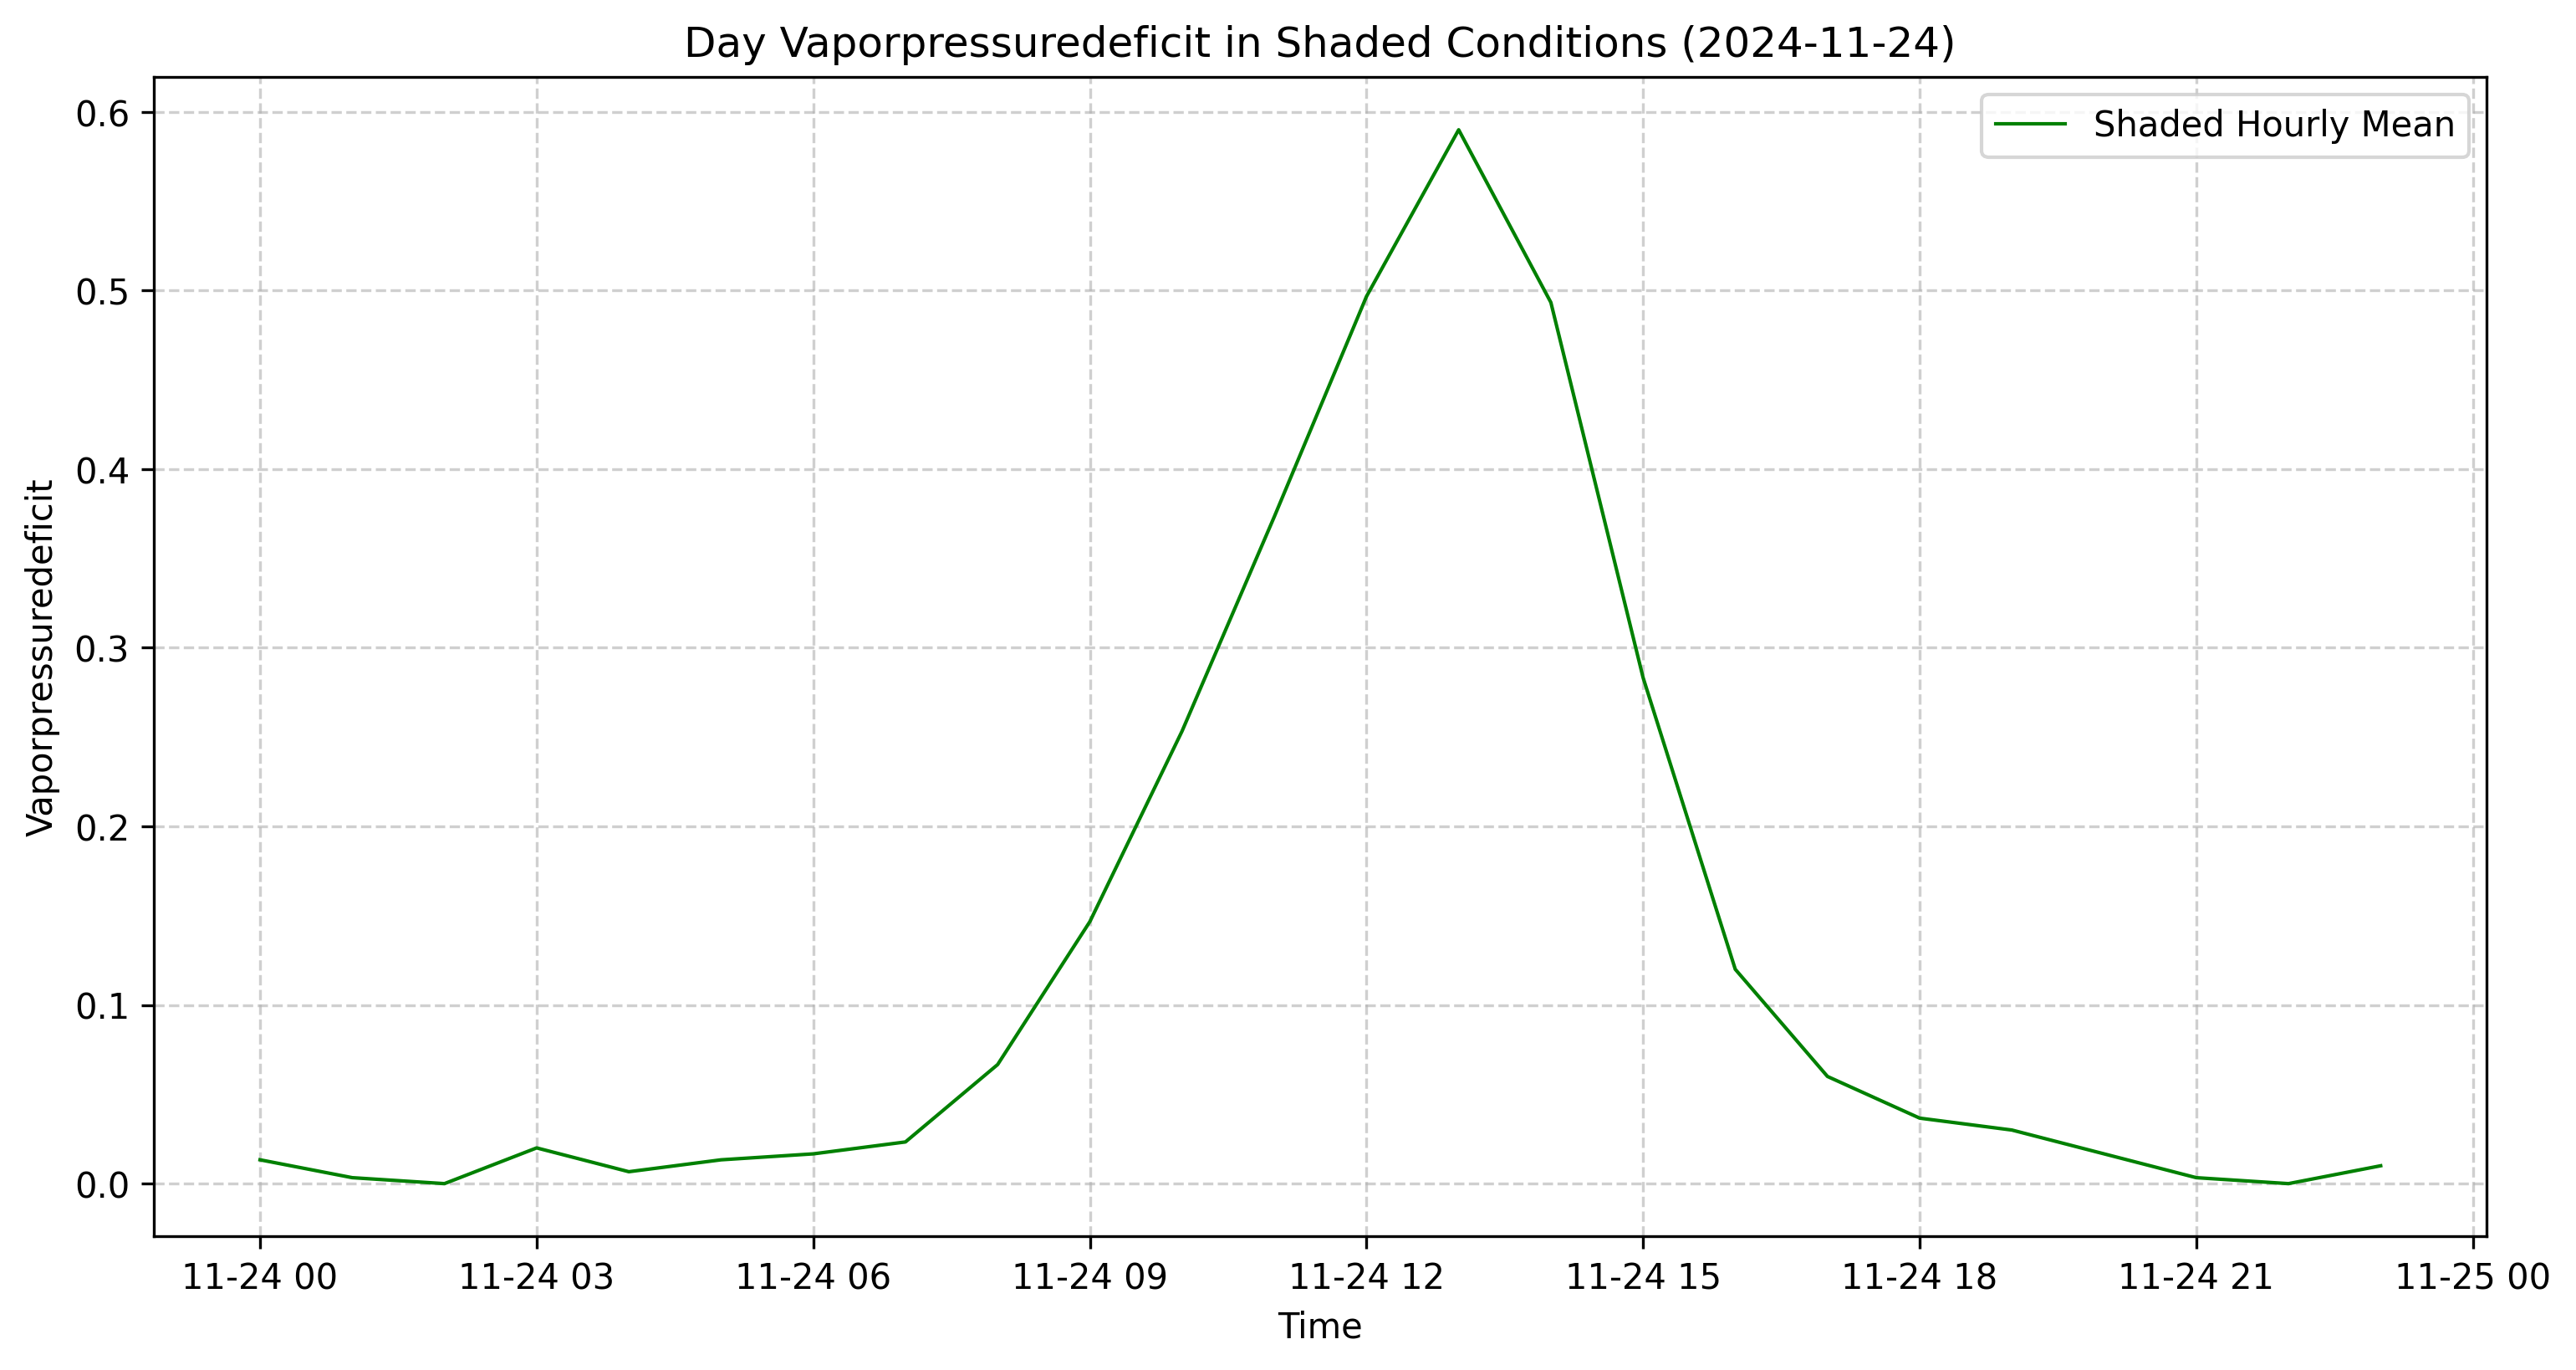 Day Vaporpressuredeficit in Shaded Conditions (2024-11-24)
Shaded Hourly Mean
Vaporpressuredeficit
0.6
0.5
0.4
0.3
0.2
0.1
0.0
11-24 00 11-24 03 11-24 06 11-24 09 11-24 12 11-24 15 11-24 18 11-24 21 11-25 00
Time